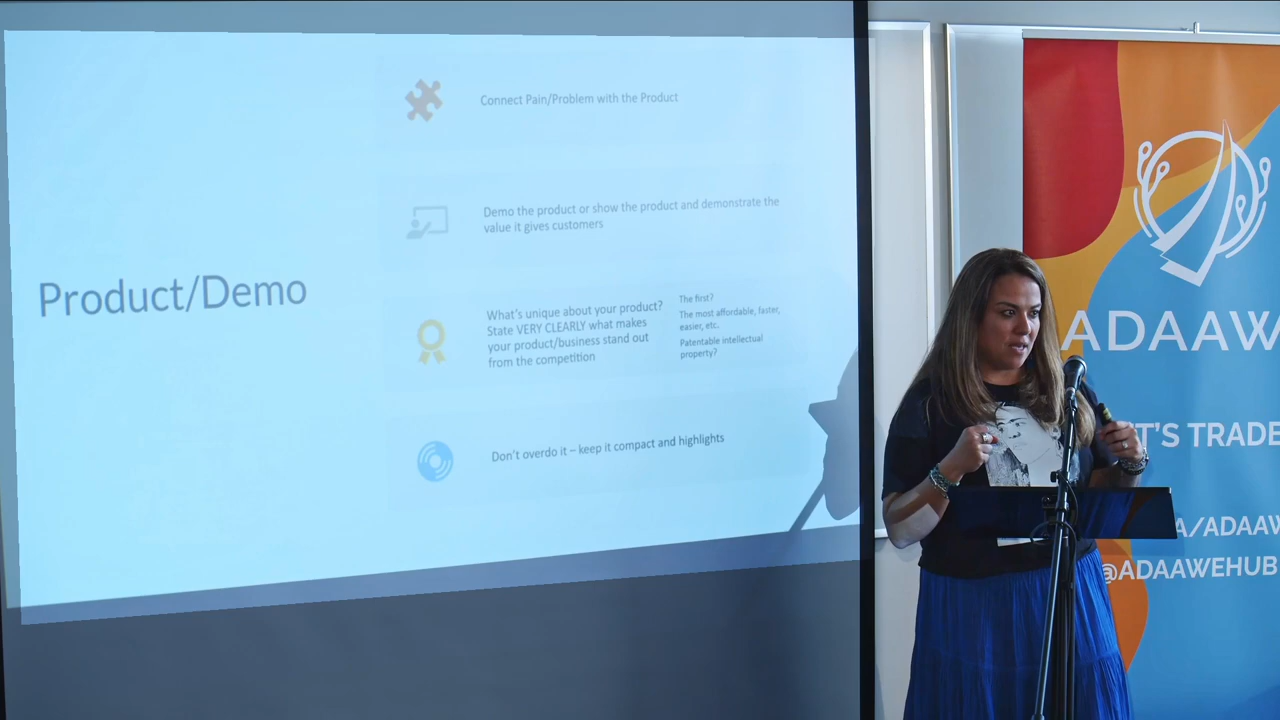 Product/Demo
Connect Pain/Problem with the Product
Demo the product or show the product and demonstrate the
value it gives customers
What's unique about your product?
State VERY CLEARLY what makes
your product/business stand out
from the competition
The first?
The most affordable, faster,
easier, etc.
Patentable intellectual
property?
Don't overdo it – keep it compact and highlights
ADAAW
T'S TRADE
A/ADAAW
@ADAAWEHUB